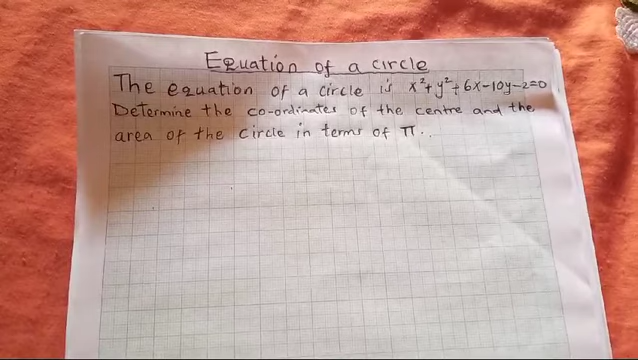 Equation of a circle
The equation of a circle is x²+y²+6x-10y-2=0
Determine the co-ordinates of the centre and the
area of the circle in terms of π..